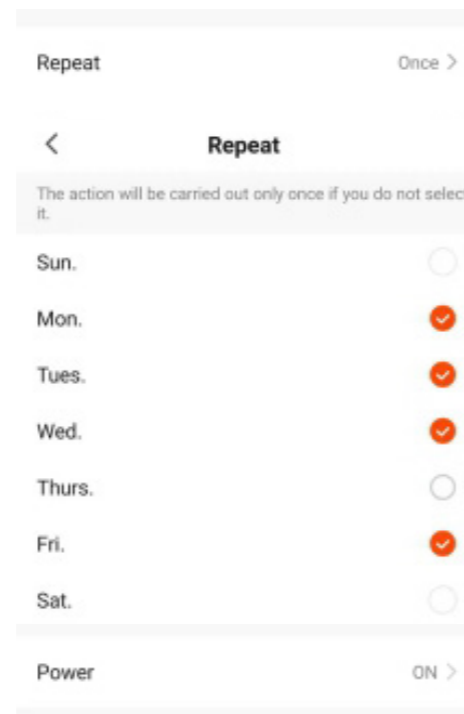 Repeat Once >
< Repeat
The action will be carried out only once if you do not selec
it.
Sun.
Mon.
Tues.
Wed.
Thurs.
Fri.
Sat.
Power ON >